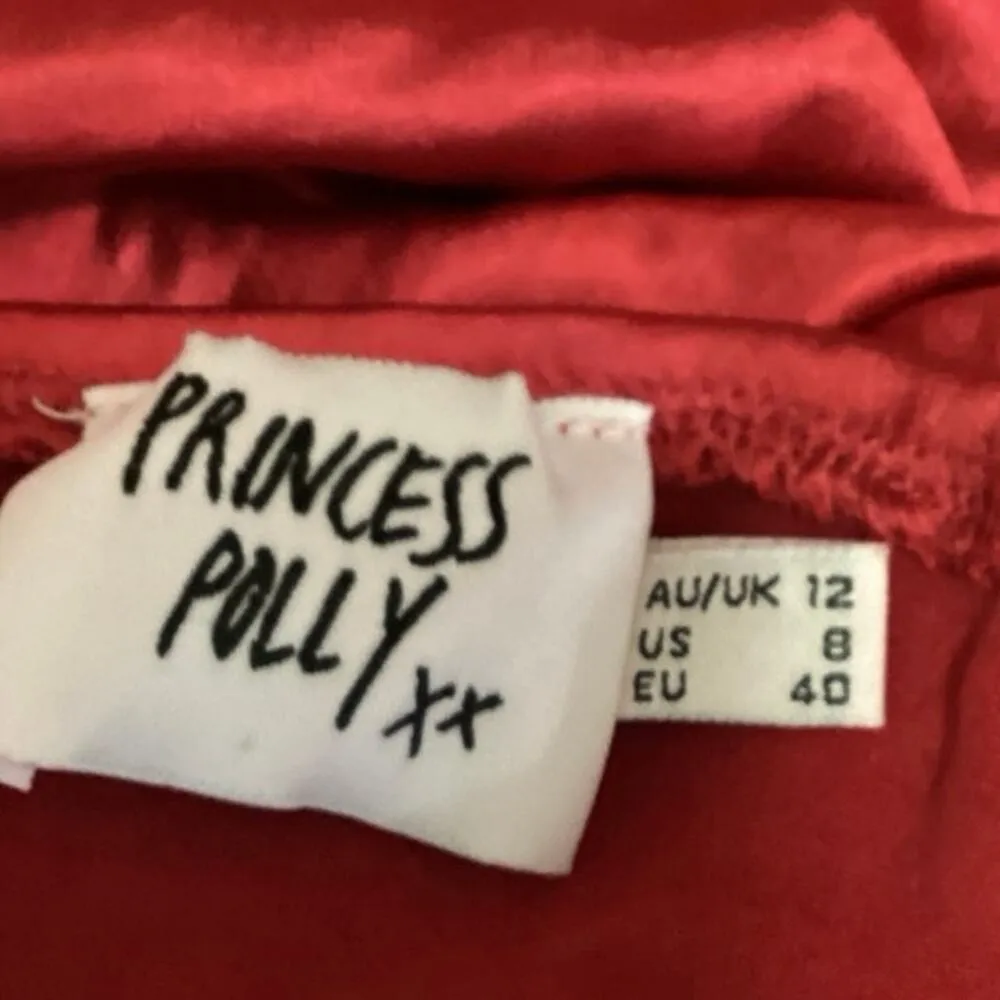 PRINCESS
POLLY
xx
AU/UK 12
US 8
EU 40